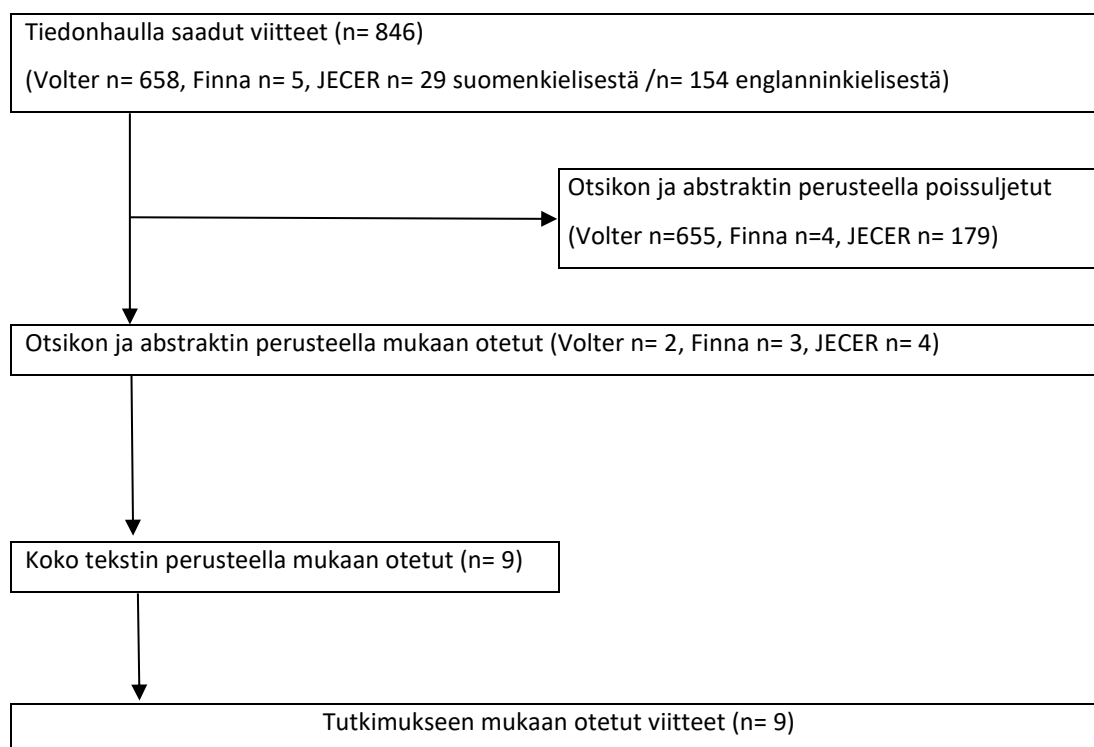 Tiedonhaulla saadut viitteet (n= 846)
(Volter n= 658, Finna n= 5, JECER n= 29 suomenkielisestä /n= 154 englanninkielisestä)
Otsikon ja abstraktin perusteella poissuljetut
(Volter n=655, Finna n=4, JECER n= 179)
Otsikon ja abstraktin perusteella mukaan otetut (Volter n= 2, Finna n= 3, JECER n= 4)
Koko tekstin perusteella mukaan otetut (n= 9)
Tutkimukseen mukaan otetut viitteet (n= 9)